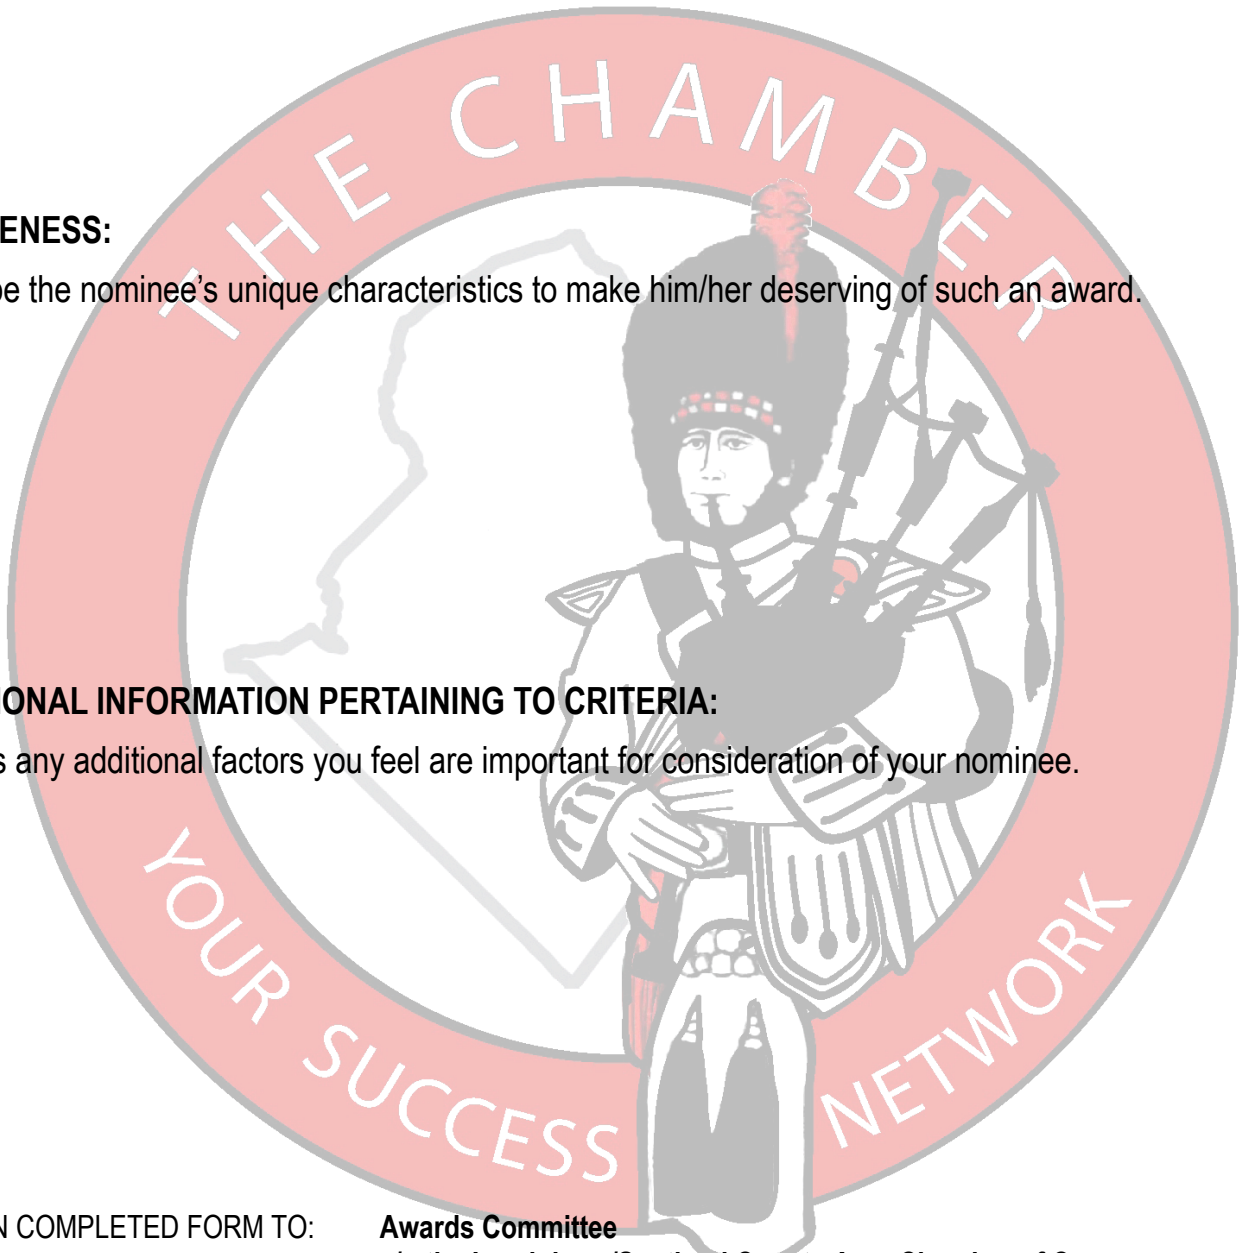 THE CHAMBER
ENESS:
be the nominee's unique characteristics to make him/her deserving of such an award.
IONAL INFORMATION PERTAINING TO CRITERIA:
s any additional factors you feel are important for consideration of your nominee.
YOUR SUCCESS NETWORK
N COMPLETED FORM TO: Awards Committee